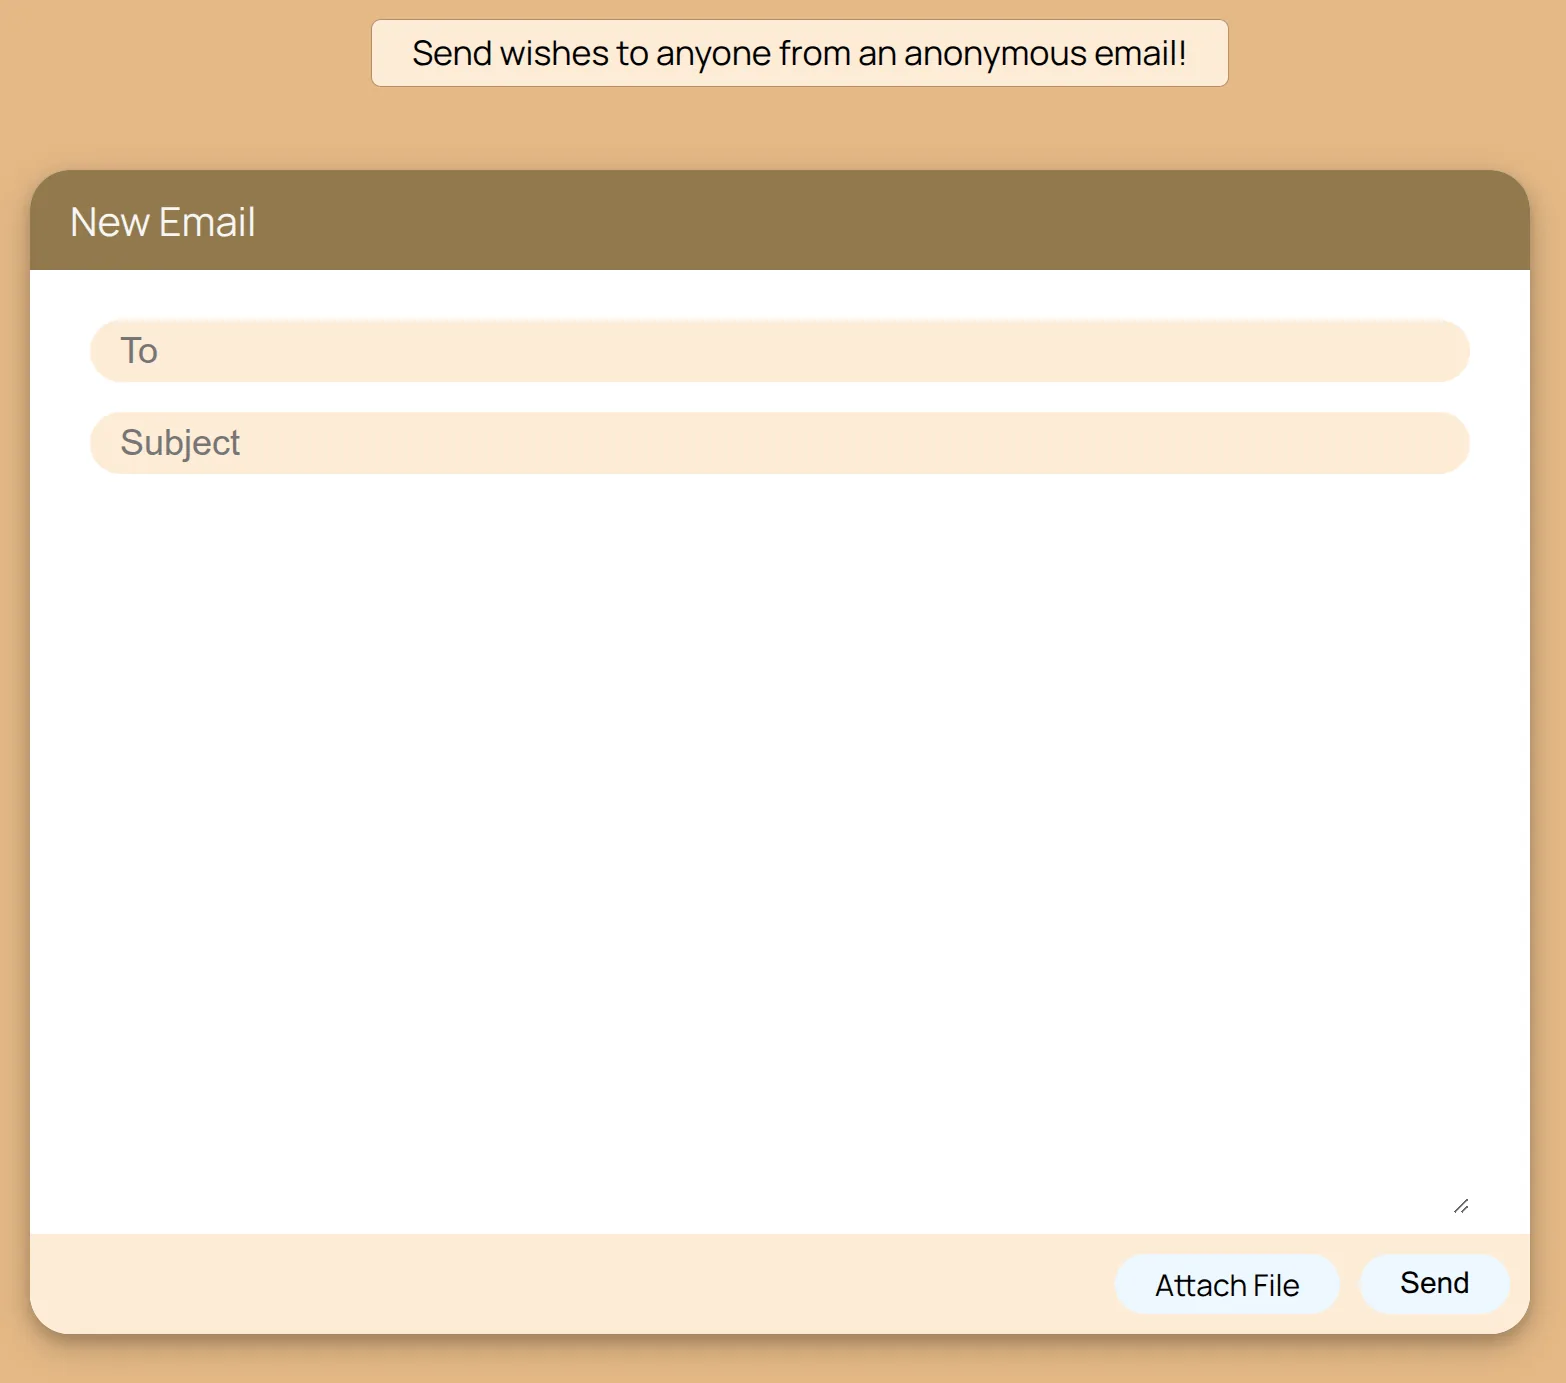 Send wishes to anyone from an anonymous email!
New Email
To
Subject
Attach File
Send